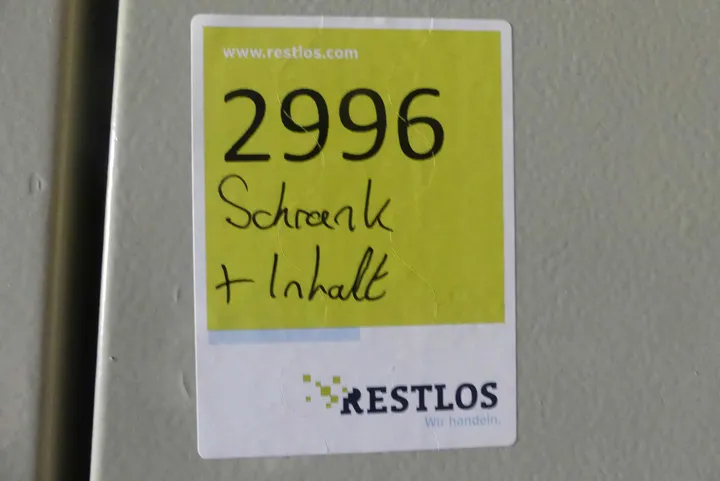 www.restlos.com
2996
Schrank
+ Inhalt
RESTLOS
Wir handeln.